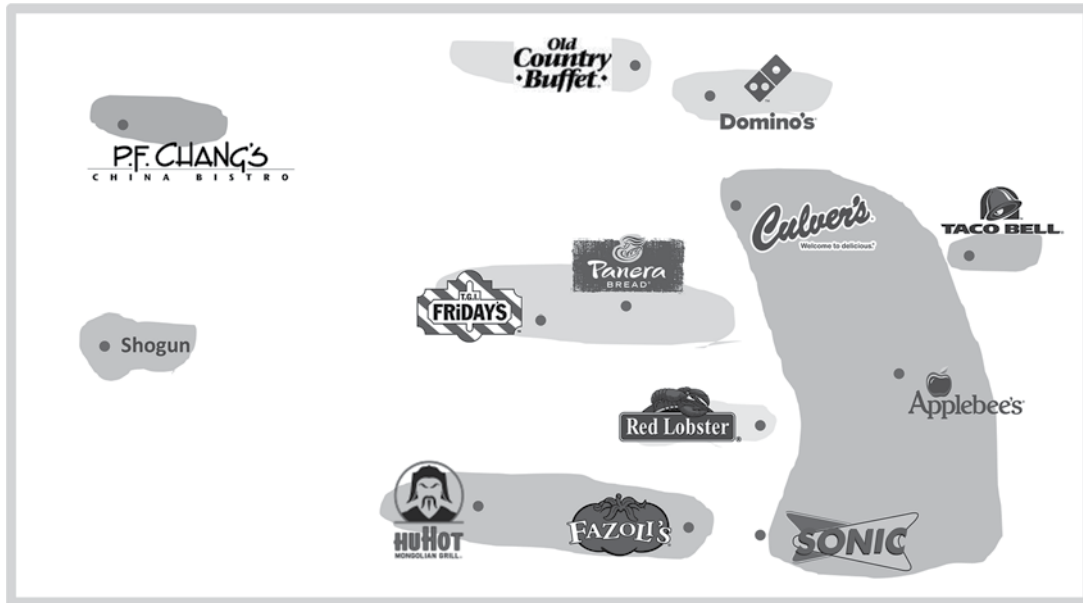 Old
Country
Buffet
Domino's
P.F. CHANG'S
CHINA BISTRO
Culver's
Welcome to delicious.
TACO BELL
Panera
BREAD
T.G.I.
FRiDAY'S
Shogun
Applebee's
Red Lobster
HuHot
MONGOLIAN GRILL
FAZOLI'S
SONIC